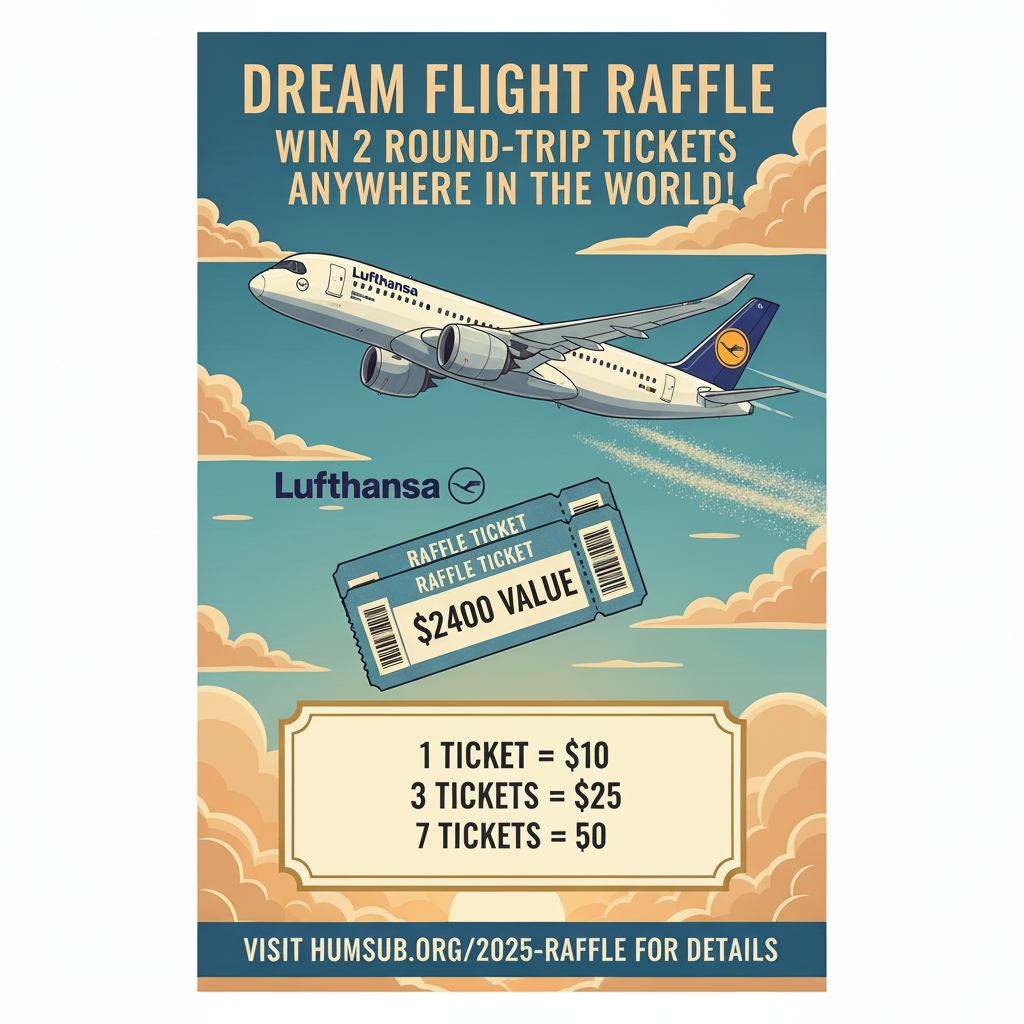 DREAM FLIGHT RAFFLE
WIN 2 ROUND-TRIP TICKETS
ANYWHERE IN THE WORLD!
Lufthansa
Lufthansa
RAFFLE TICKET
RAFFLE TICKET
$2400 VALUE
1 TICKET = $10
3 TICKETS = $25
7 TICKETS = $0
VISIT HUMSUB.ORG/2025-RAFFLE FOR DETAILS